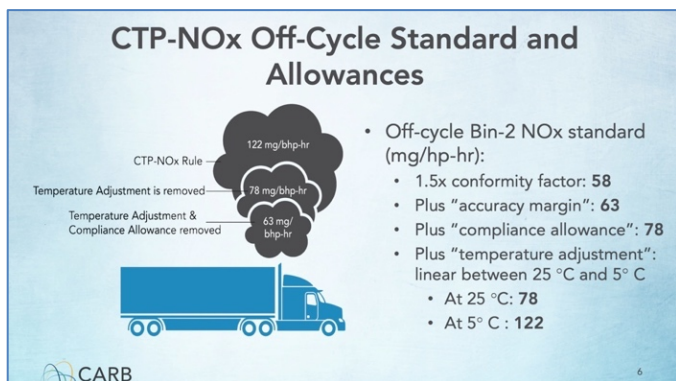 CTP-NOx Off-Cycle Standard and
Allowances
122 mg/bhp-hr
CTP-NOx Rule
Temperature Adjustment is removed
78 mg/bhp-hr
Temperature Adjustment &
Compliance Allowance removed
63 mg/
bhp-hr
• Off-cycle Bin-2 NOx standard
(mg/hp-hr):
• 1.5x conformity factor: 58
• Plus “accuracy margin”: 63
• Plus “compliance allowance”: 78
• Plus “temperature adjustment”:
linear between 25 °C and 5° C
• At 25 °C: 78
• At 5° C : 122
CARB
6